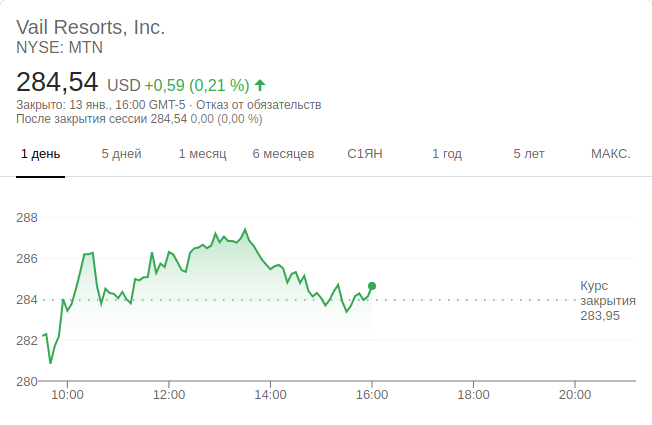 Vail Resorts, Inc.
NYSE: MTN
284,54 USD +0,59 (0,21 %)
Закрыто: 13 янв., 16:00 GMT-5 · Отказ от обязательств
После закрытия сессии 284,54 0,00 (0,00 %)
1 день 5 дней 1 месяц 6 месяцев С1ЯН 1 год 5 лет МАКС.
288
286
284
282
280
Курс
закрытия
283,95
10:00 12:00 14:00 16:00 18:00 20:00